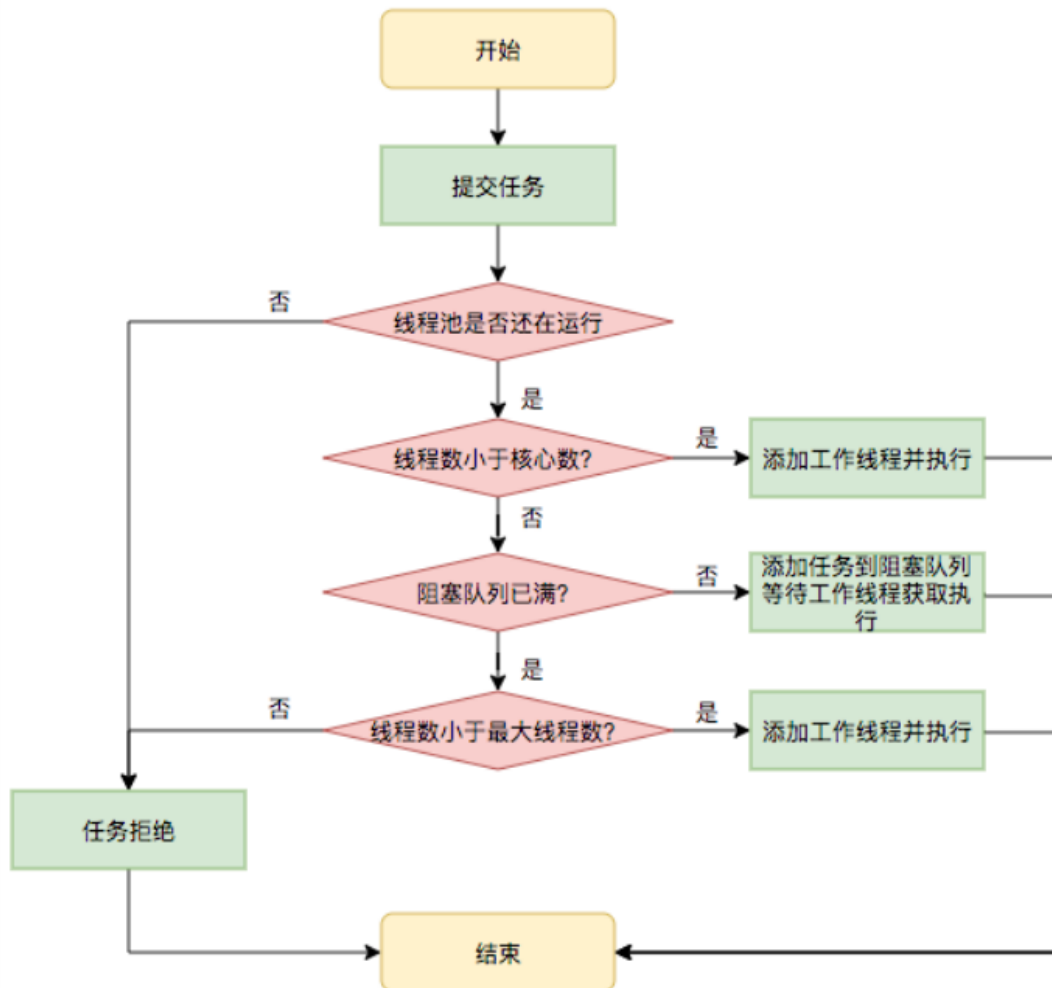 开始
提交任务
否
线程池是否还在运行
是
线程数小于核心数?
是
添加工作线程并执行
否
阻塞队列已满?
否
添加任务到阻塞队列
等待工作线程获取执
行
是
否
线程数小于最大线程数?
是
添加工作线程并执行
任务拒绝
结束